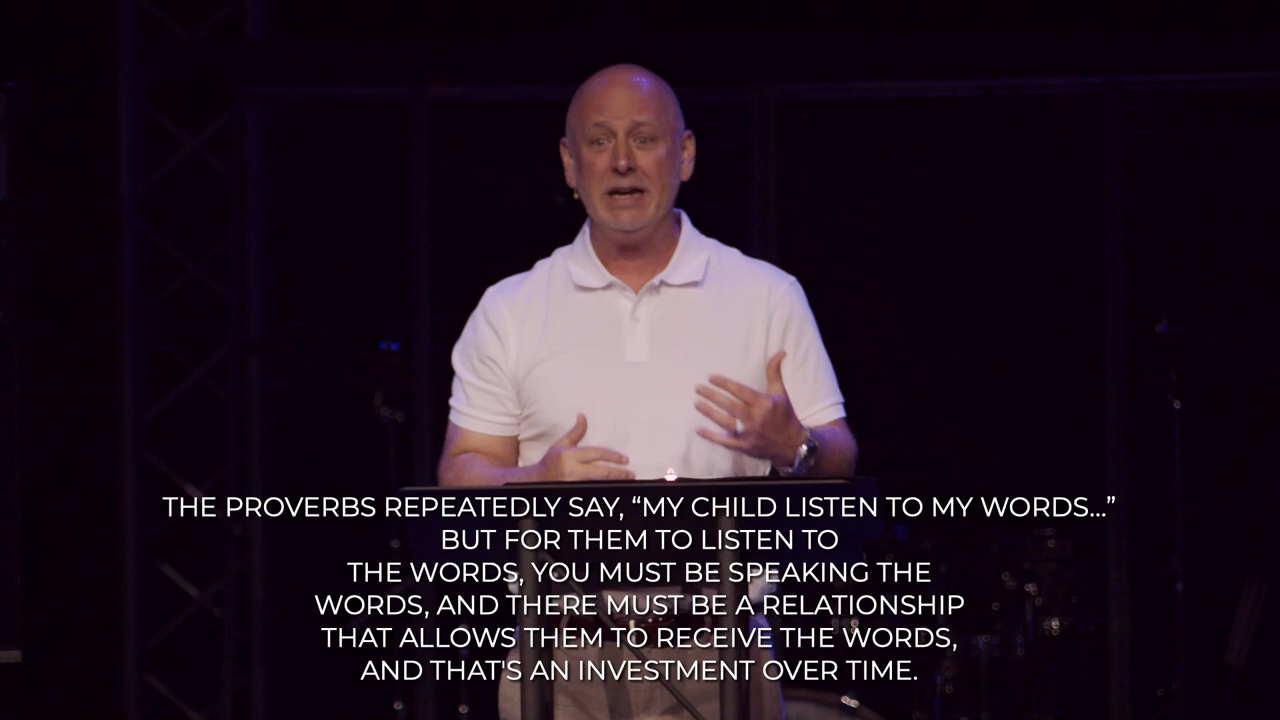 THE PROVERBS REPEATEDLY SAY, “MY CHILD LISTEN TO MY WORDS...”
BUT FOR THEM TO LISTEN TO
THE WORDS, YOU MUST BE SPEAKING THE
WORDS, AND THERE MUST BE A RELATIONSHIP
THAT ALLOWS THEM TO RECEIVE THE WORDS,
AND THAT'S AN INVESTMENT OVER TIME.